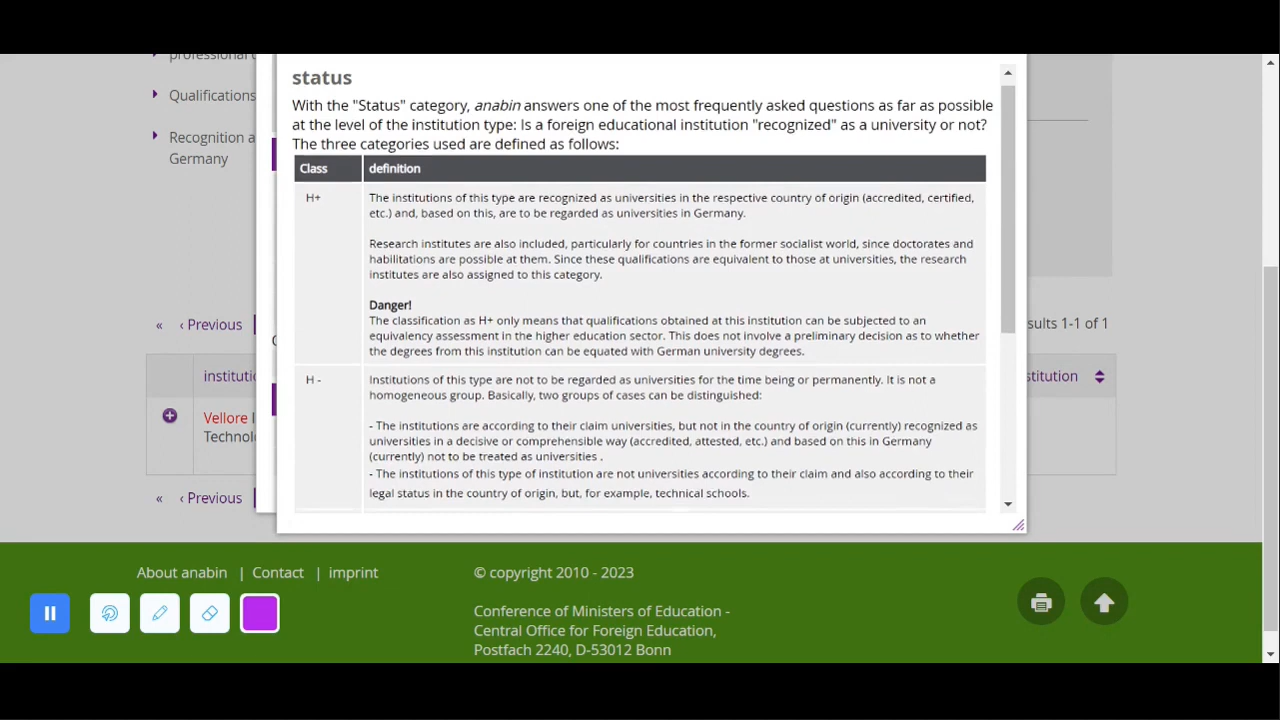 professional
Qualifications
Recognition a
Germany
status
With the "Status" category, anabin answers one of the most frequently asked questions as far as possible
at the level of the institution type: Is a foreign educational institution "recognized" as a university or not?
The three categories used are defined as follows:
Class definition
H+ The institutions of this type are recognized as universities in the respective country of origin (accredited, certified,
etc.) and, based on this, are to be regarded as universities in Germany.
Research institutes are also included, particularly for countries in the former socialist world, since doctorates and
habilitations are possible at them. Since these qualifications are equivalent to those at universities, the research
institutes are also assigned to this category.
Danger!
The classification as H+ only means that qualifications obtained at this institution can be subjected to an
equivalency assessment in the higher education sector. This does not involve a preliminary decision as to whether
the degrees from this institution can be equated with German university degrees.
H - Institutions of this type are not to be regarded as universities for the time being or permanently. It is not a
homogeneous group. Basically, two groups of cases can be distinguished:
- The institutions are according to their claim universities, but not in the country of origin (currently) recognized as
universities in a decisive or comprehensible way (accredited, attested, etc.) and based on this in Germany
(currently) not to be treated as universities .
- The institutions of this type of institution are not universities according to their claim and also according to their
legal status in the country of origin, but, for example, technical schools.
« ‹ Previous
sults 1-1 of 1
institutio
stitution
Vellore I
Technolo
« ‹ Previous
About anabin | Contact | imprint
© copyright 2010 - 2023
Conference of Ministers of Education -
Central Office for Foreign Education,
Postfach 2240, D-53012 Bonn